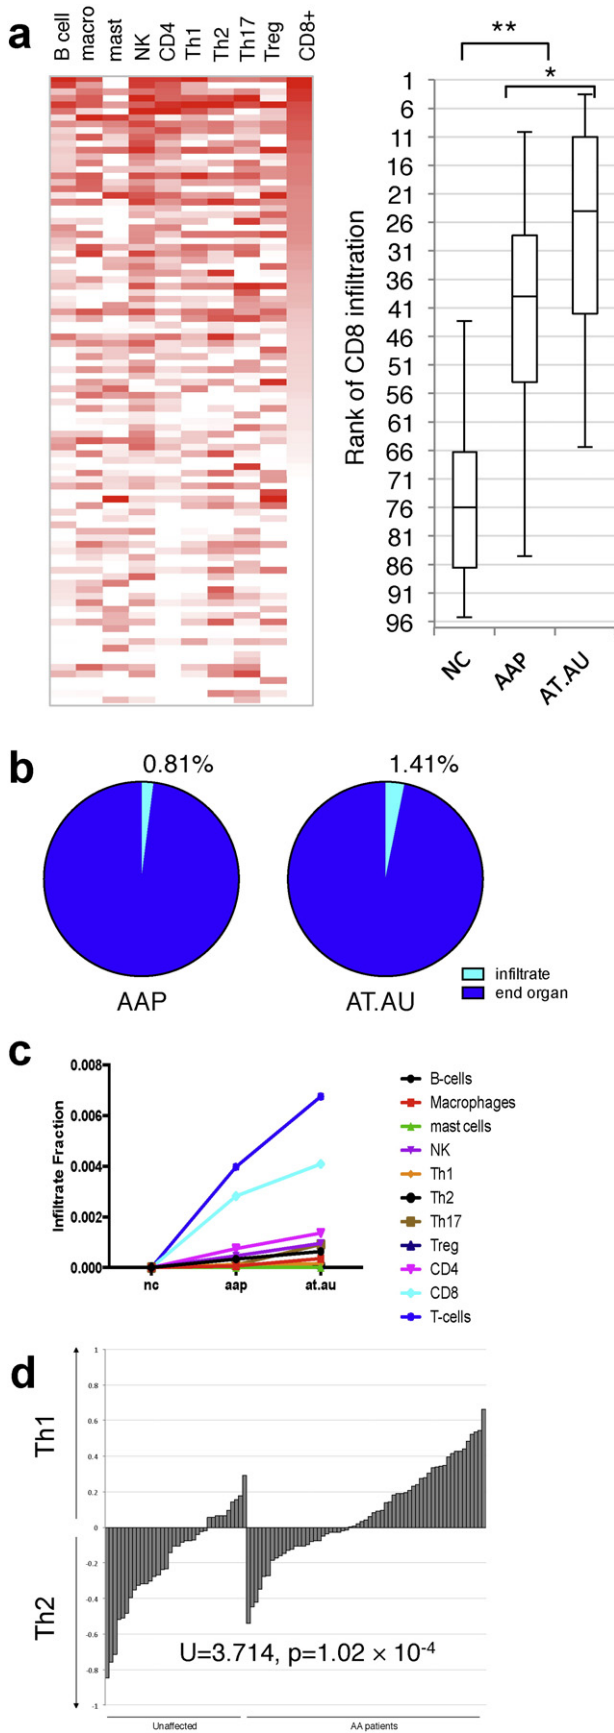 a
B cell
macro
mast
NK
CD4
Th1
Th2
Th17
Treg
CD8+
**
*
Rank of CD8 infiltration
1
6
11
16
21
26
31
36
41
46
51
56
61
66
71
76
81
86
91
96
NC
AAP
AT.AU
b
0.81%
1.41%
AAP
AT.AU
infiltrate
end organ
c
Infiltrate Fraction
0.008
0.006
0.004
0.002
0.000
nc
aap
at.au
B-cells
Macrophages
mast cells
NK
Th1
Th2
Th17
Treg
CD4
CD8
T-cells
d
Th1
Th2
1
0.8
0.6
0.4
0.2
0
-0.2
-0.4
-0.6
-0.8
-1
U=3.714, p=1.02 × 10⁻⁴
Unaffected
AA patients